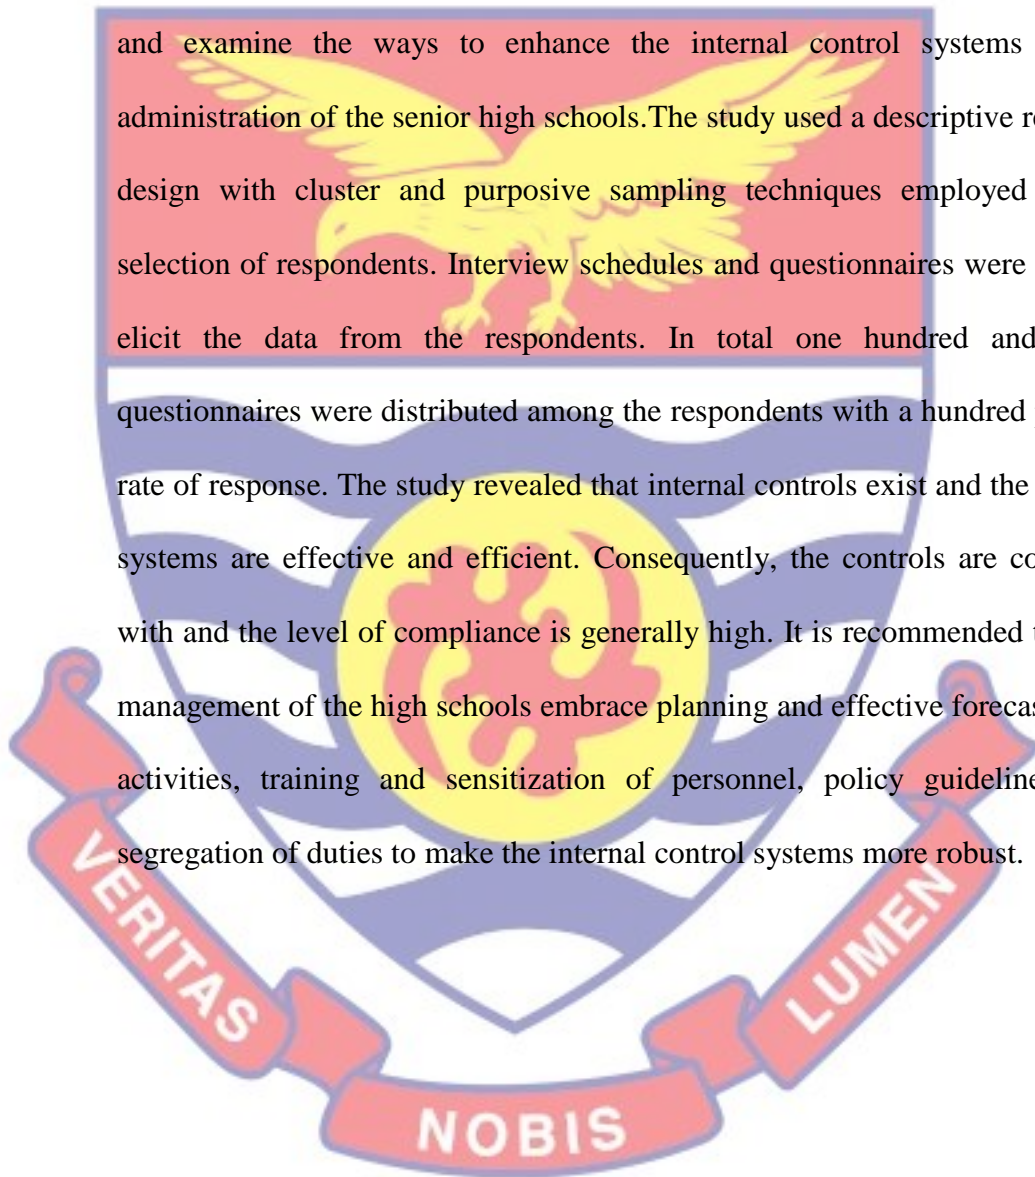 and examine the ways to enhance the internal control systems
administration of the senior high schools.The study used a descriptive
design with cluster and purposive sampling techniques employed
selection of respondents. Interview schedules and questionnaires were
elicit the data from the respondents. In total one hundred and
questionnaires were distributed among the respondents with a hundred
rate of response. The study revealed that internal controls exist and the
systems are effective and efficient. Consequently, the controls are
with and the level of compliance is generally high. It is recommended
management of the high schools embrace planning and effective
activities, training and sensitization of personnel, policy
segregation of duties to make the internal control systems more robust.
VERITAS
NOBIS
LUMEN